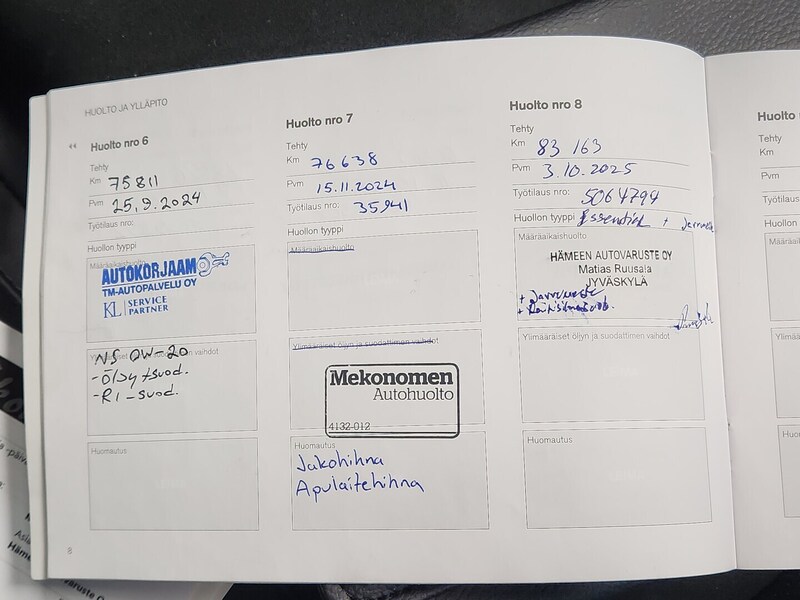 HUOLTO JA YLLÄPITO
Huolto nro 6
Tehty
Km 75811
Pvm 25.9.2024
Työtilaus nro:
Huollon tyyppi
Määräaikaishuolto
AUTOKORJAAMO
TM-AUTOPALVELU OY
KL SERVICE
PARTNER
Ylimääräiset öljyn ja suodattimen vaihdot
NS 0W-20
-Öljy+suod.
-RI-suod.
Huomautus
8
Huolto nro 7
Tehty
Km 76638
Pvm 15.11.2024
Työtilaus nro: 35941
Huollon tyyppi
Määräaikaishuolto
Ylimääräiset öljyn ja suodattimen vaihdot
Mekonomen
Autohuolto
4132-012
Huomautus
Jakohihna
Apulaitehihna
Huolto nro 8
Tehty
Km 83 163
Pvm 3.10.2025
Työtilaus nro: 5064794
Huollon tyyppi Essential +
Määräaikaishuolto
HÄMEEN AUTOVARUSTE OY
Matias Ruusala
JYVÄSKYLÄ
+ Jarruneste
Ylimääräiset öljyn ja suodattimen vaihdot
Huomautus
Tehty
Km
Pvm